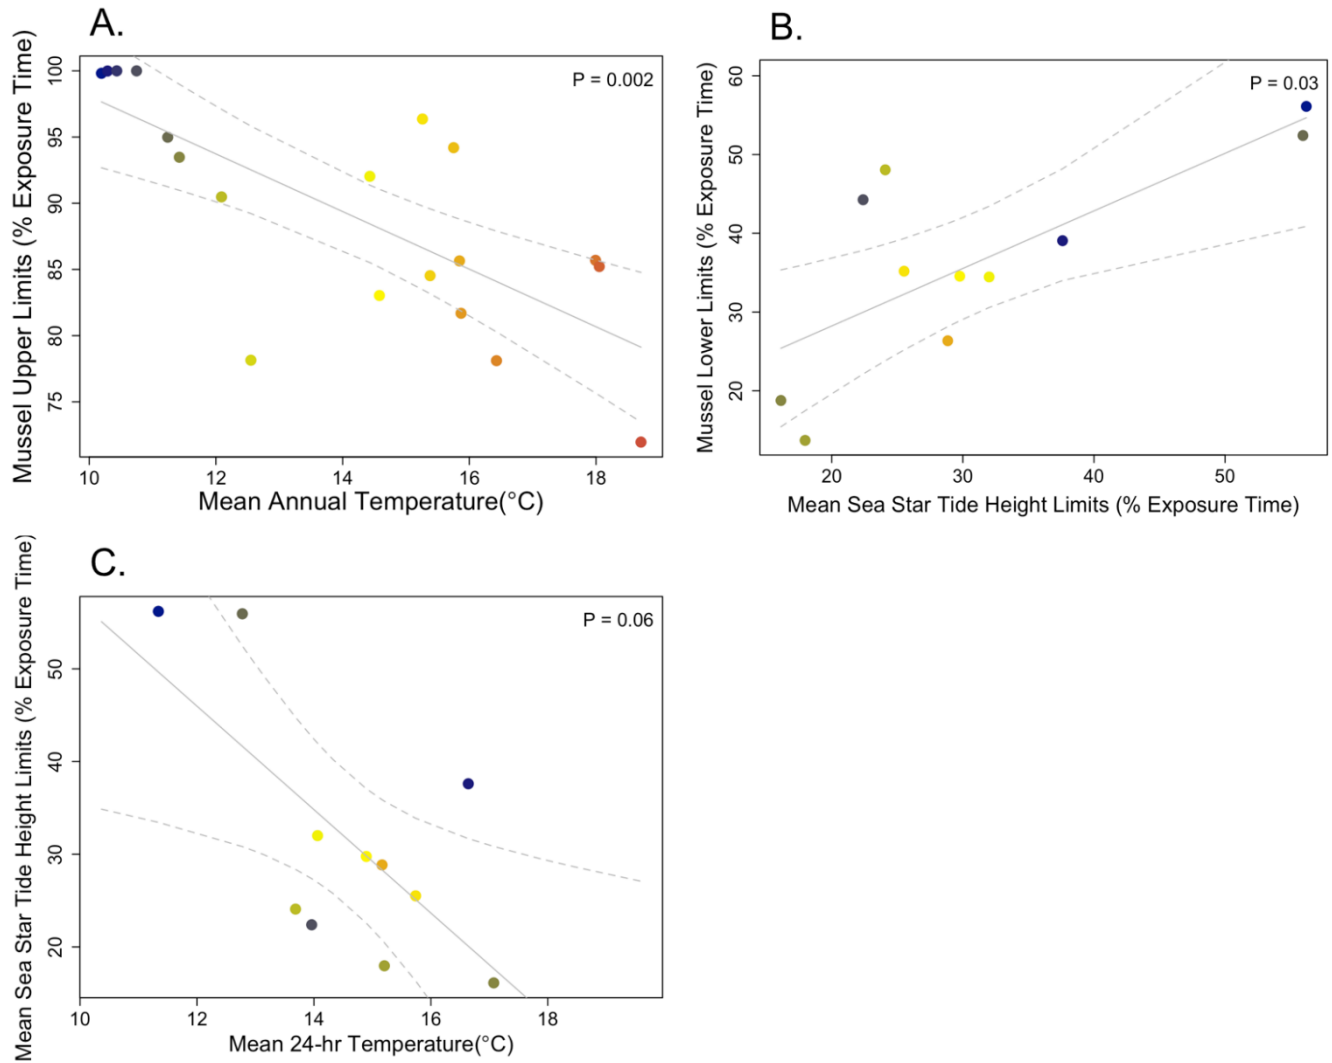 A.
P = 0.002
100
95
90
85
80
75
Mussel Upper Limits (% Exposure Time)
10 12 14 16 18
Mean Annual Temperature(°C)
B.
P = 0.03
60
50
40
30
20
Mussel Lower Limits (% Exposure Time)
20 30 40 50
Mean Sea Star Tide Height Limits (% Exposure Time)
C.
P = 0.06
50
40
30
20
Mean Sea Star Tide Height Limits (% Exposure Time)
10 12 14 16 18
Mean 24-hr Temperature(°C)